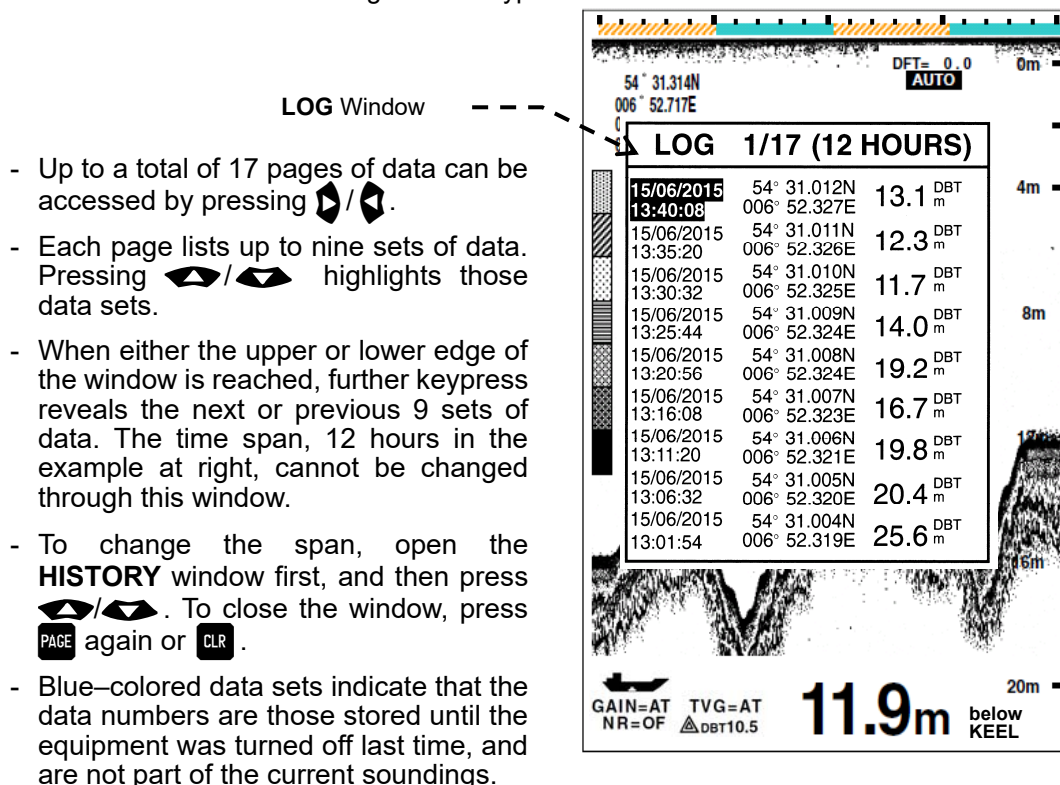 LOG Window
- Up to a total of 17 pages of data can be
accessed by pressing / .
- Each page lists up to nine sets of data.
Pressing / highlights those
data sets.
- When either the upper or lower edge of
the window is reached, further keypress
reveals the next or previous 9 sets of
data. The time span, 12 hours in the
example at right, cannot be changed
through this window.
- To change the span, open the
HISTORY window first, and then press
/ . To close the window, press
PAGE again or CLR .
- Blue–colored data sets indicate that the
data numbers are those stored until the
equipment was turned off last time, and
are not part of the current soundings.
DFT= 0.0
AUTO
0m
54° 31.314N
006° 52.717E
LOG 1/17 (12 HOURS)
15/06/2015 54° 31.012N 13.1 DBT
13:40:08 006° 52.327E m
15/06/2015 54° 31.011N 12.3 DBT
13:35:20 006° 52.326E m
15/06/2015 54° 31.010N 11.7 DBT
13:30:32 006° 52.325E m
15/06/2015 54° 31.009N 14.0 DBT
13:25:44 006° 52.324E m
15/06/2015 54° 31.008N 19.2 DBT
13:20:56 006° 52.324E m
15/06/2015 54° 31.007N 16.7 DBT
13:16:08 006° 52.323E m
15/06/2015 54° 31.006N 19.8 DBT
13:11:20 006° 52.321E m
15/06/2015 54° 31.005N 20.4 DBT
13:06:32 006° 52.320E m
15/06/2015 54° 31.004N 25.6 DBT
13:01:54 006° 52.319E m
4m
8m
12m
16m
20m
GAIN=AT TVG=AT
NR=OF DBT10.5
11.9m below
KEEL